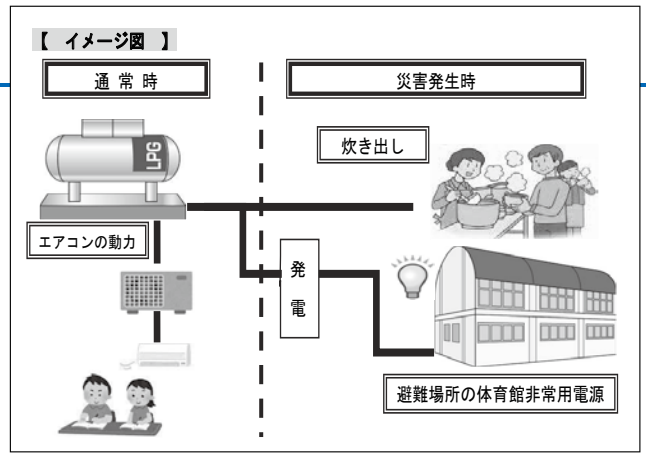 【 イメージ図 】
通常時
災害発生時
炊き出し
LPG
エアコンの動力
発電
避難場所の体育館非常用電源